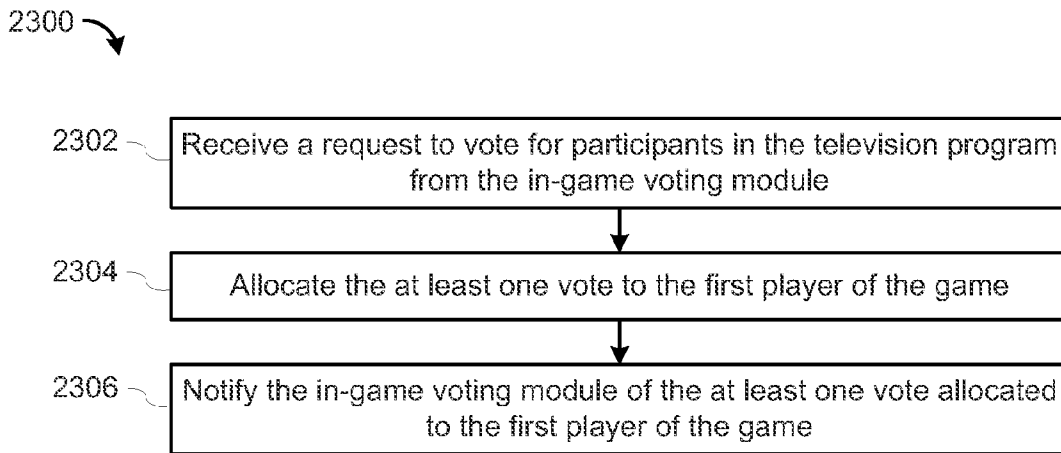 2300
2302
Receive a request to vote for participants in the television program
from the in-game voting module
2304
Allocate the at least one vote to the first player of the game
2306
Notify the in-game voting module of the at least one vote allocated
to the first player of the game